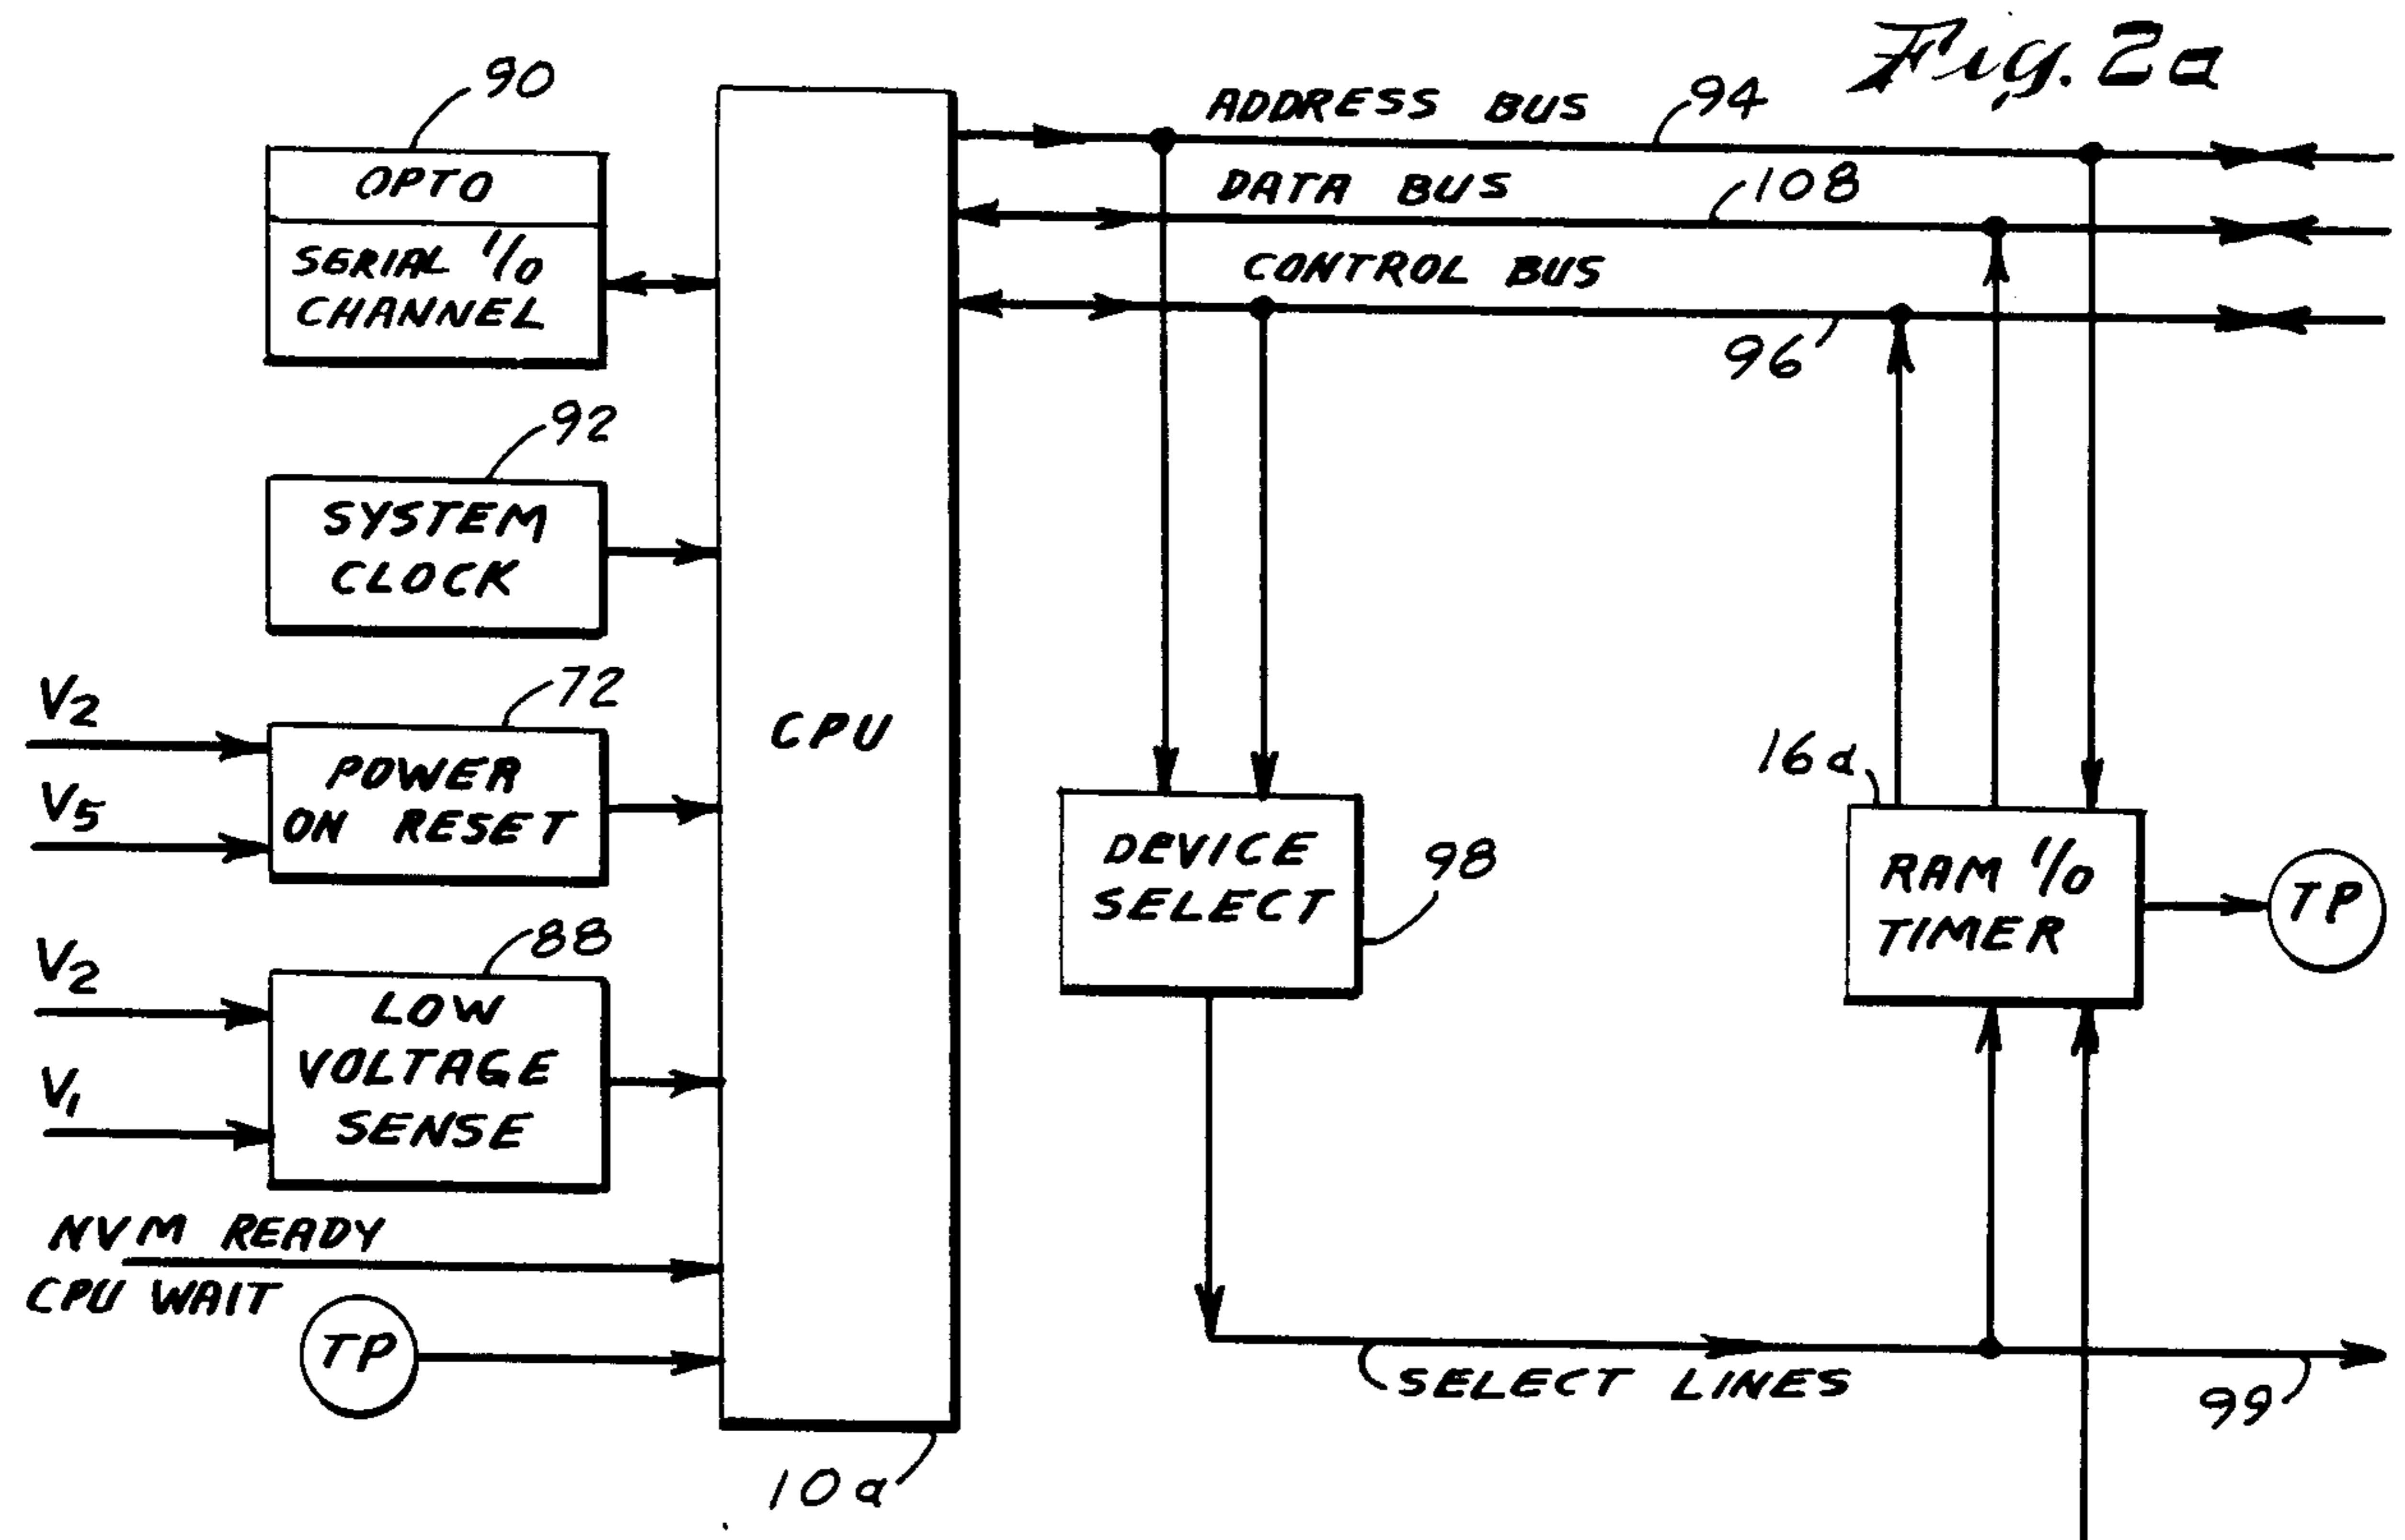 Fig. 2a
90
OPTO
SERIAL I/O
CHANNEL
92
SYSTEM
CLOCK
V2
V5
72
POWER
ON RESET
V2
V1
88
LOW
VOLTAGE
SENSE
NVM READY
CPU WAIT
TP
CPU
10a
ADDRESS BUS
94
DATA BUS
108
CONTROL BUS
96
DEVICE
SELECT
98
16a
RAM I/O
TIMER
TP
SELECT LINES
99